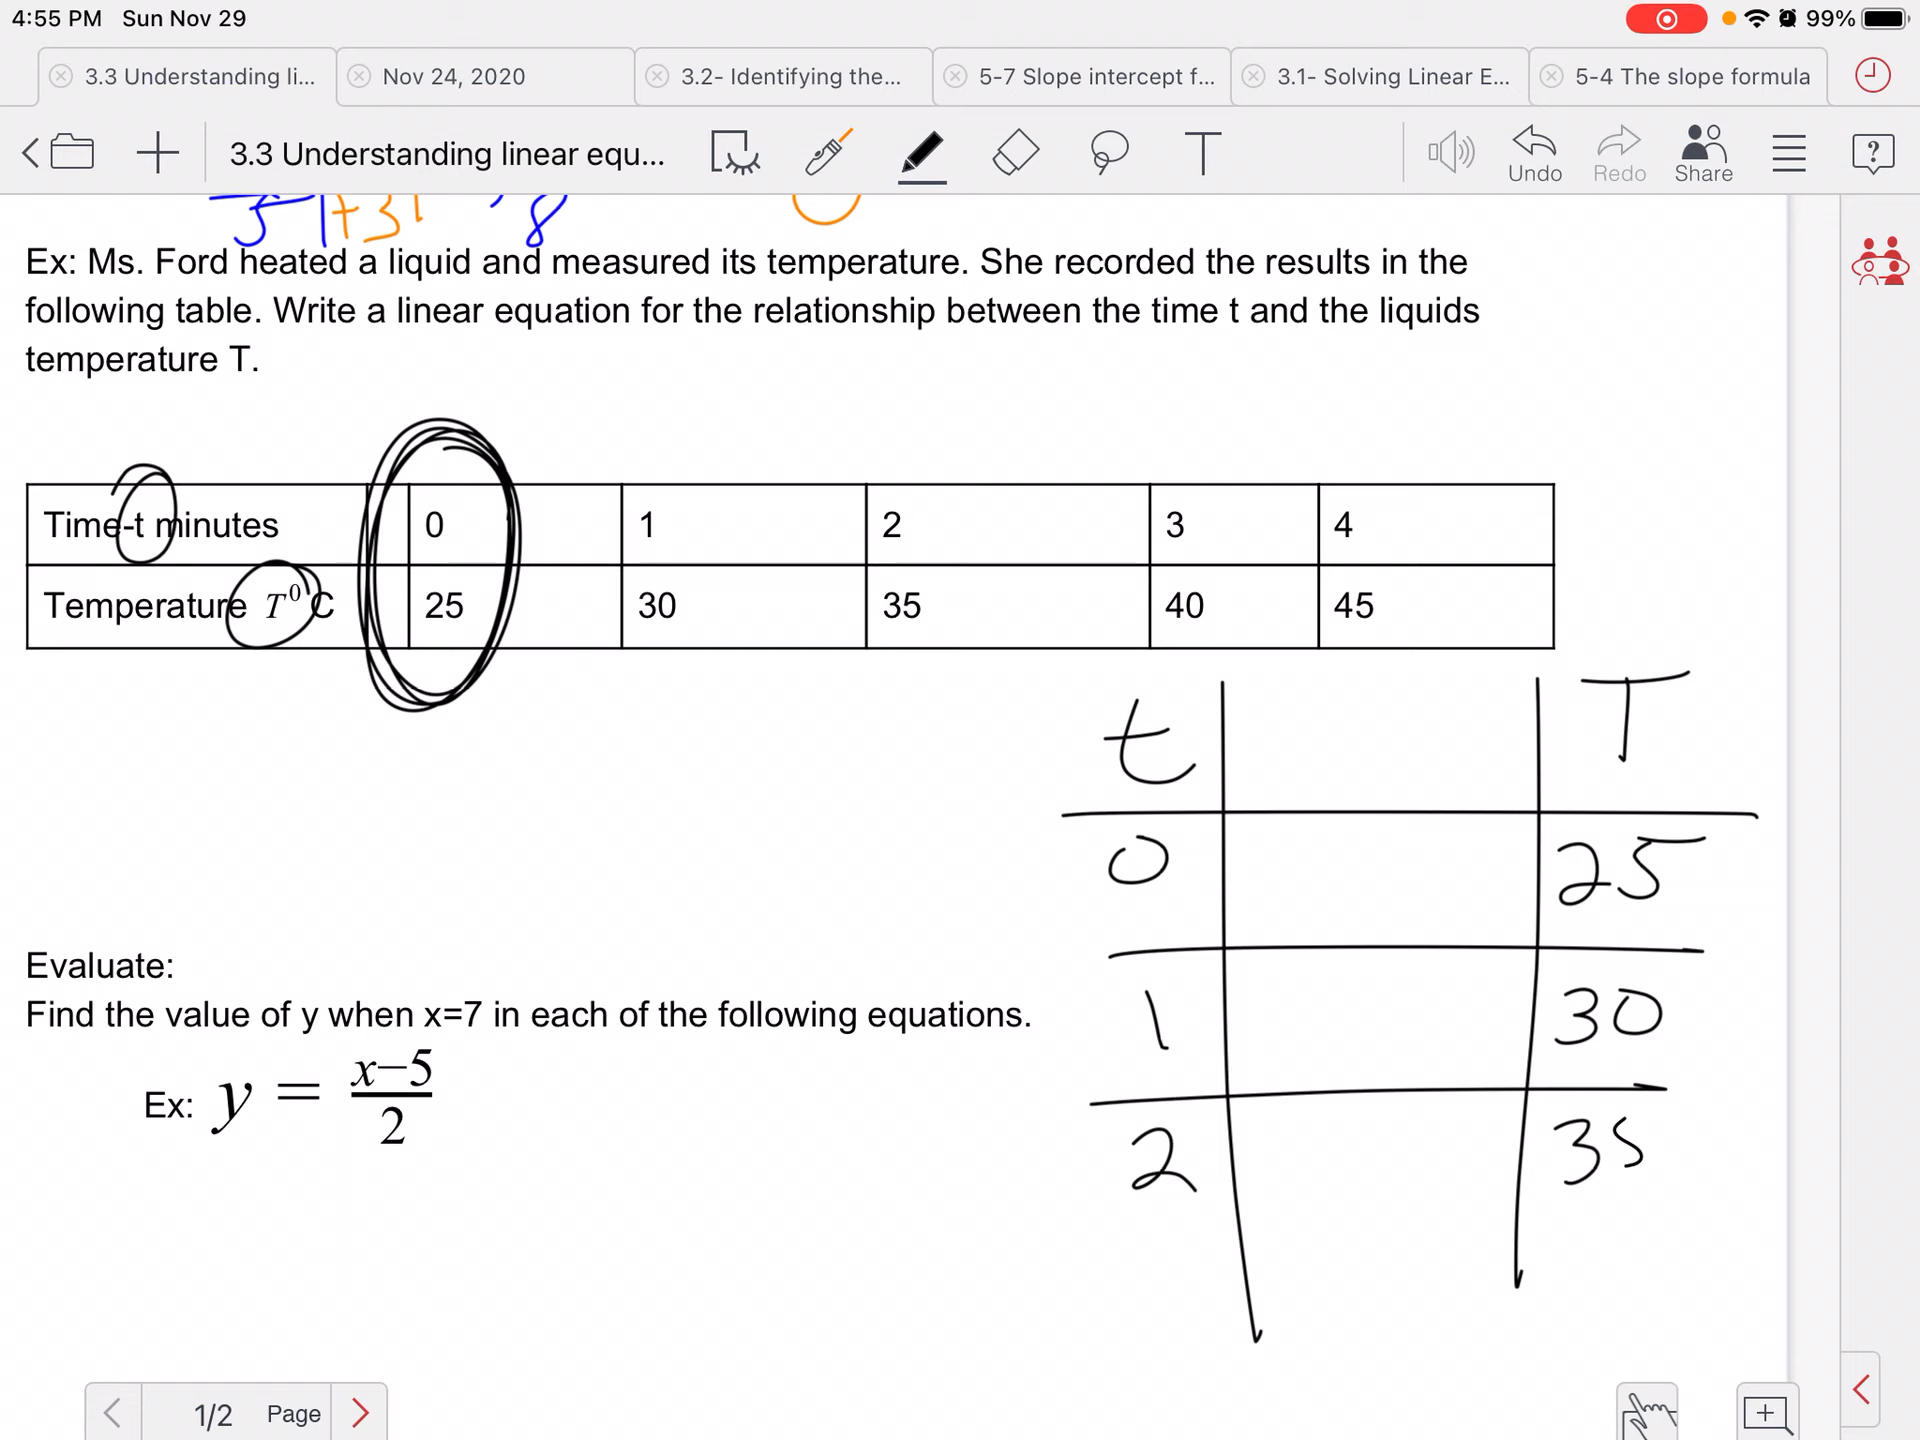 4:55 PM Sun Nov 29
99%
3.3 Understanding li...
Nov 24, 2020
3.2- Identifying the...
5-7 Slope intercept f...
3.1- Solving Linear E...
5-4 The slope formula
3.3 Understanding linear equ...
T
Undo
Redo
Share
?
+3
8
Ex: Ms. Ford heated a liquid and measured its temperature. She recorded the results in the
following table. Write a linear equation for the relationship between the time t and the liquids
temperature T.
Time-t minutes 0 1 2 3 4
Temperature T⁰C 25 30 35 40 45
t T
0 25
1 30
2 35
Evaluate:
Find the value of y when x=7 in each of the following equations.
Ex: y = x−5
2
1/2 Page